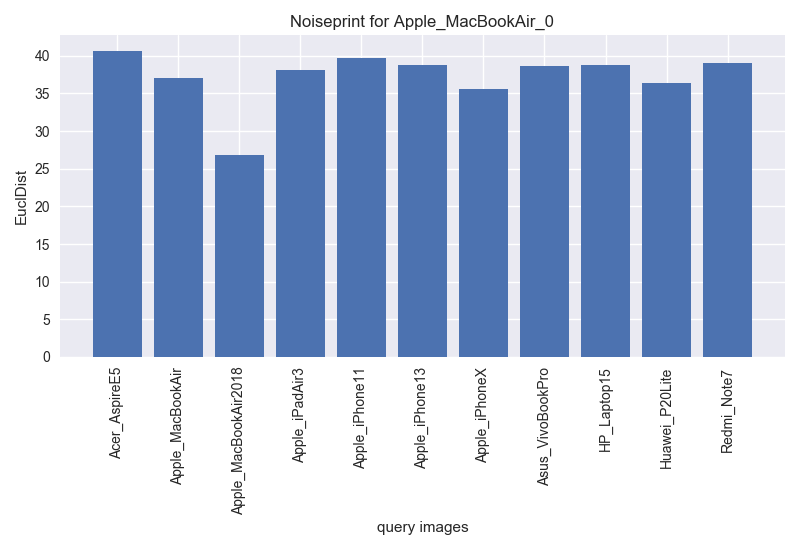 Noiseprint for Apple_MacBookAir_0
EuclDist
40
35
30
25
20
15
10
5
0
Acer_AspireE5
Apple_MacBookAir
Apple_MacBookAir2018
Apple_iPadAir3
Apple_iPhone11
Apple_iPhone13
Apple_iPhoneX
Asus_VivoBookPro
HP_Laptop15
Huawei_P20Lite
Redmi_Note7
query images